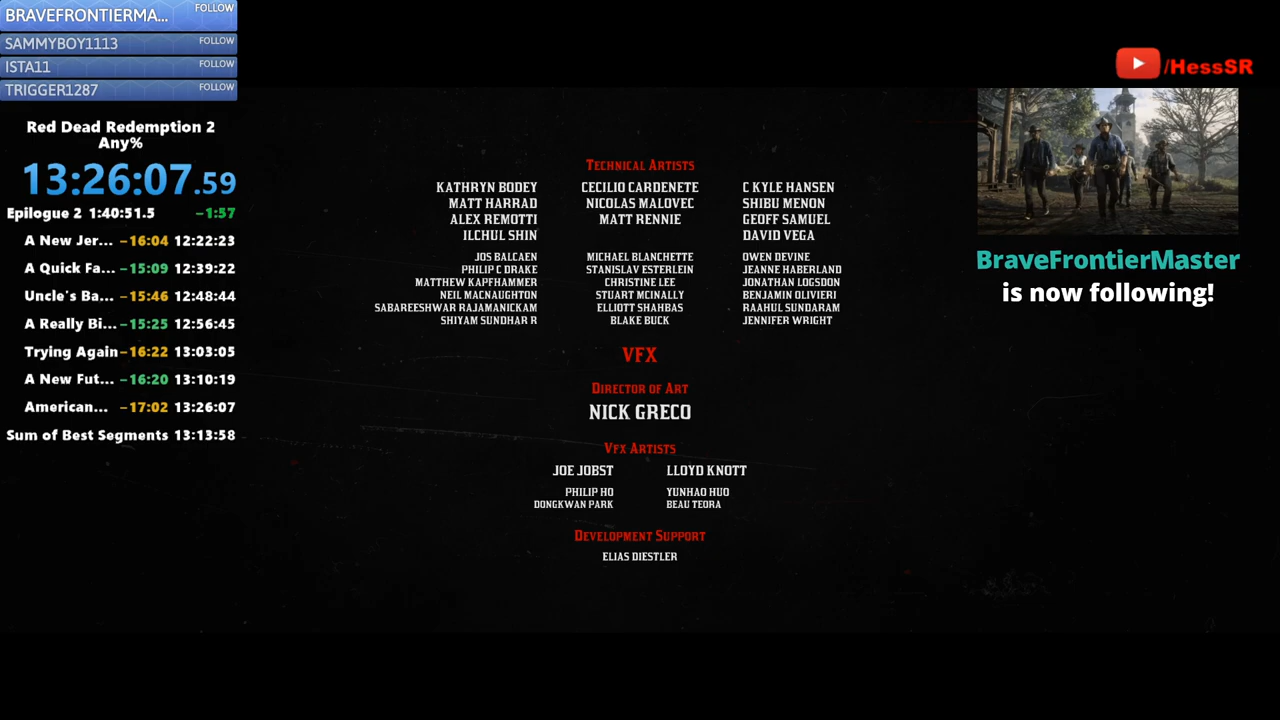 BRAVEFRONTIERMA... FOLLOW
SAMMYBOY1113 FOLLOW
ISTA11 FOLLOW
TRIGGER1287 FOLLOW
Red Dead Redemption 2
Any%
13:26:07.59
Epilogue 2 1:40:51.5 -1:57
A New Jer... -16:04 12:22:23
A Quick Fa... -15:09 12:39:22
Uncle's Ba... -15:46 12:48:44
A Really Bi... -15:25 12:56:45
Trying Again -16:22 13:03:05
A New Fut... -16:20 13:10:19
American... -17:02 13:26:07
Sum of Best Segments 13:13:58
TECHNICAL ARTISTS
KATHRYN BODEY CECILIO CARDENETE C KYLE HANSEN
MATT HARRAD NICOLAS MALOVEC SHIBU MENON
ALEX REMOTTI MATT RENNIE GEOFF SAMUEL
ILCHUL SHIN DAVID VEGA
JOS BALCAEN MICHAEL BLANCHETTE OWEN DEVINE
PHILIP C DRAKE STANISLAV ESTERLEIN JEANNE HABERLAND
MATTHEW KAPFHAMMER CHRISTINE LEE JONATHAN LOGSDON
NEIL MACNAUGHTON STUART MCINALLY BENJAMIN OLIVIERI
SABAREESHWAR RAJAMANICKAM ELLIOTT SHAHBAS RAAHUL SUNDARAM
SHIYAM SUNDHAR R BLAKE BUCK JENNIFER WRIGHT
VFX
DIRECTOR OF ART
NICK GRECO
VFX ARTISTS
JOE JOBST LLOYD KNOTT
PHILIP HO YUNHAO HUO
DONGKWAN PARK BEAU TEORA
DEVELOPMENT SUPPORT
ELIAS DIESTLER
/HessSR
BraveFrontierMaster
is now following!